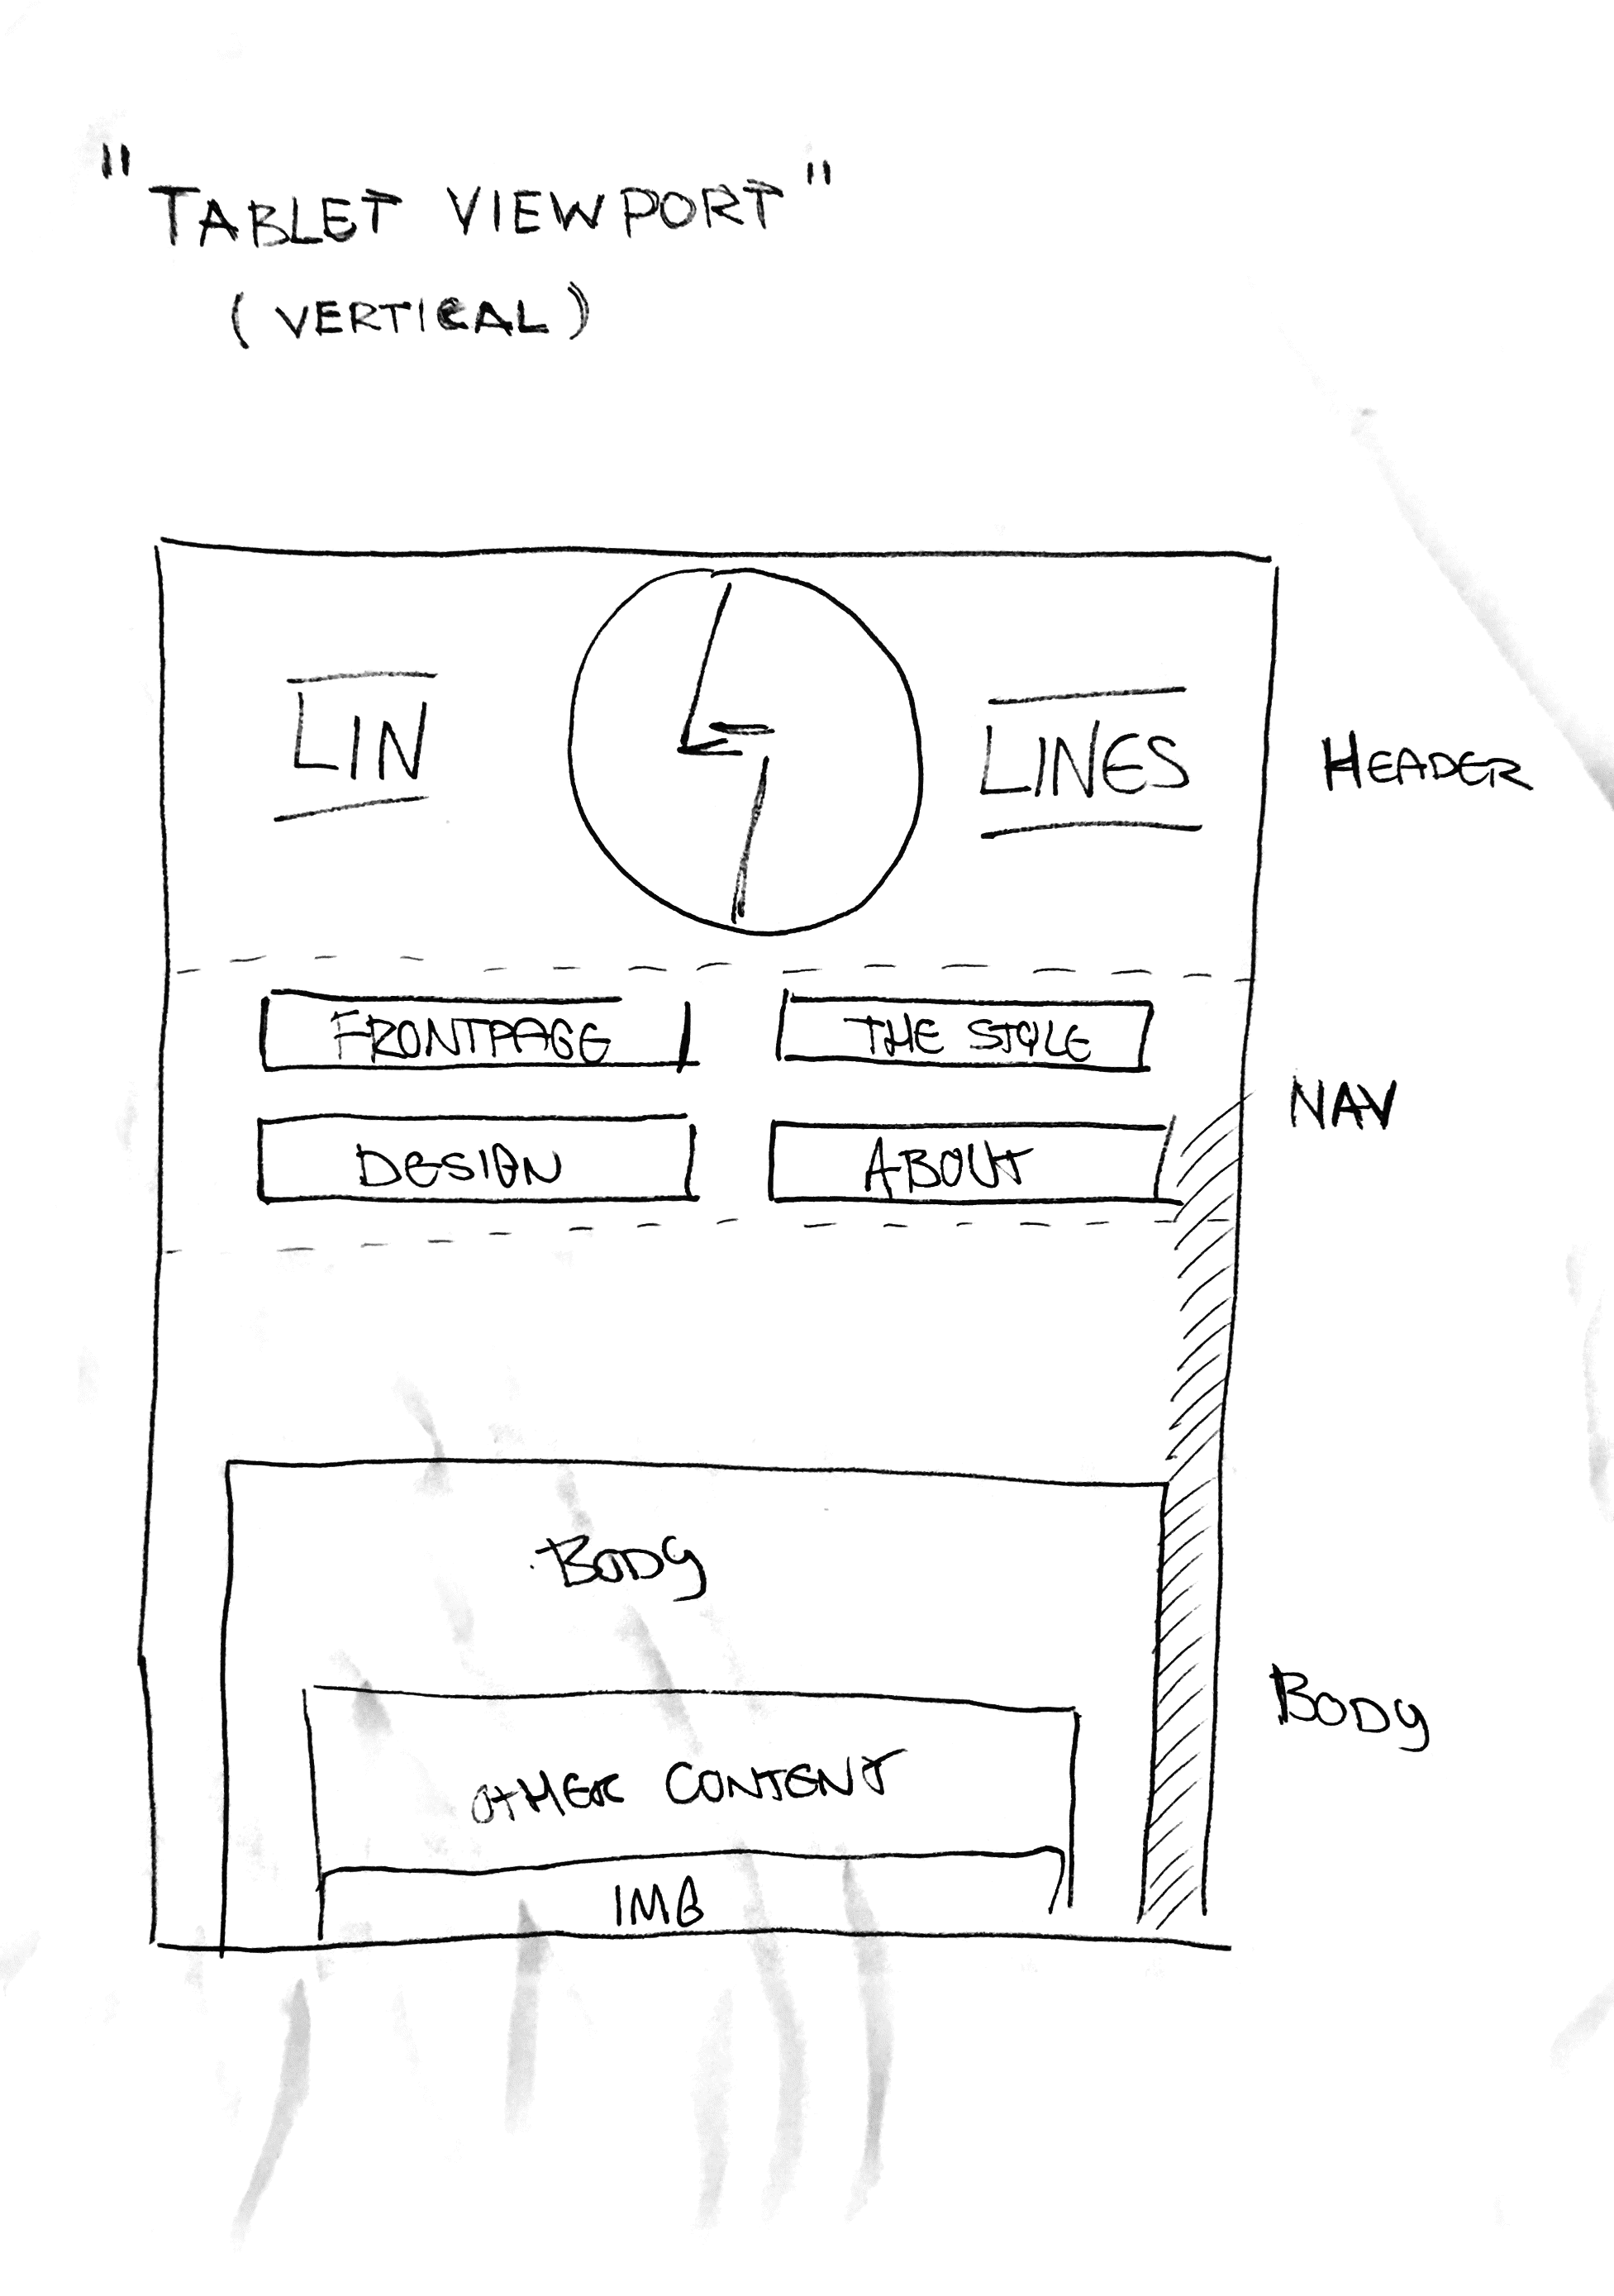 "TABLET VIEWPORT"
(VERTICAL)
LIN
LINES
HEADER
FRONTPAGE
THE STYLE
NAV
DESIGN
ABOUT
BODY
BODY
OTHER CONTENT
IMG